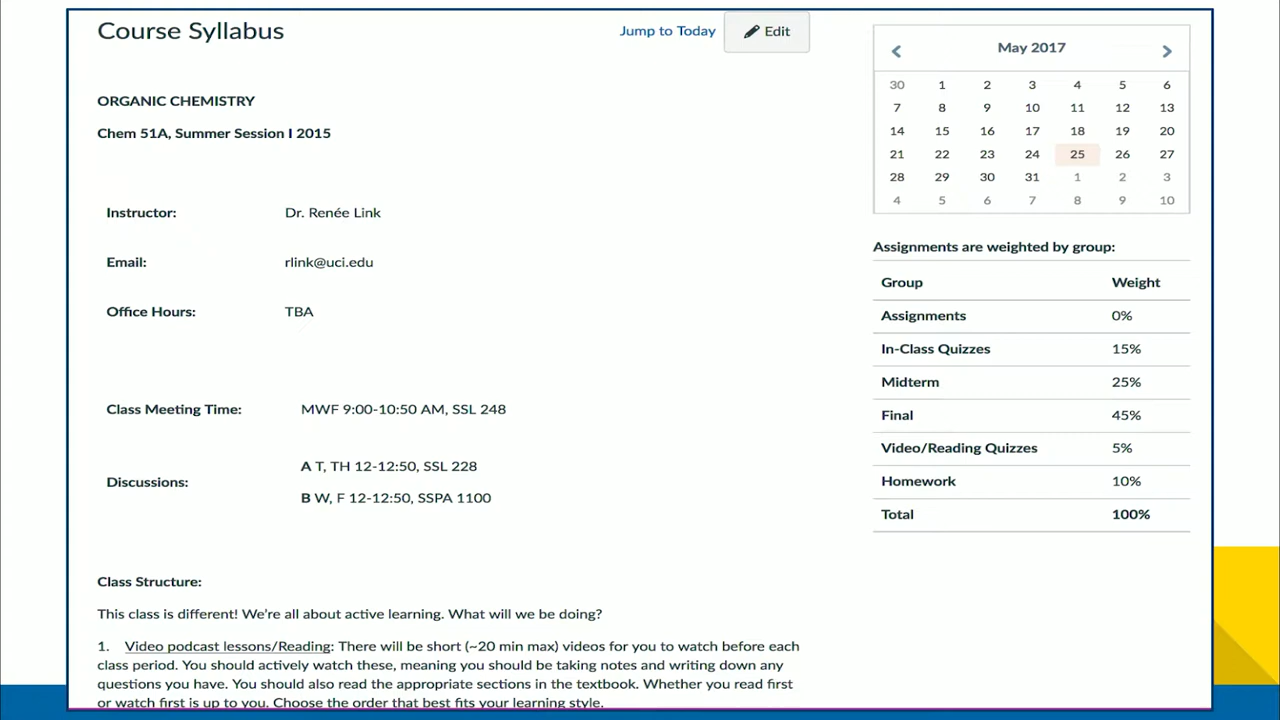 Course Syllabus
Jump to Today
Edit
ORGANIC CHEMISTRY
Chem 51A, Summer Session I 2015
Instructor: Dr. Renée Link
Email: rlink@uci.edu
Office Hours: TBA
Class Meeting Time: MWF 9:00-10:50 AM, SSL 248
Discussions:
A T, TH 12-12:50, SSL 228
B W, F 12-12:50, SSPA 1100
Class Structure:
This class is different! We're all about active learning. What will we be doing?
1. Video podcast lessons/Reading: There will be short (~20 min max) videos for you to watch before each
class period. You should actively watch these, meaning you should be taking notes and writing down any
questions you have. You should also read the appropriate sections in the textbook. Whether you read first
or watch first is up to you. Choose the order that best fits your learning style.
May 2017
30 1 2 3 4 5 6
7 8 9 10 11 12 13
14 15 16 17 18 19 20
21 22 23 24 25 26 27
28 29 30 31 1 2 3
4 5 6 7 8 9 10
Assignments are weighted by group:
Group Weight
Assignments 0%
In-Class Quizzes 15%
Midterm 25%
Final 45%
Video/Reading Quizzes 5%
Homework 10%
Total 100%